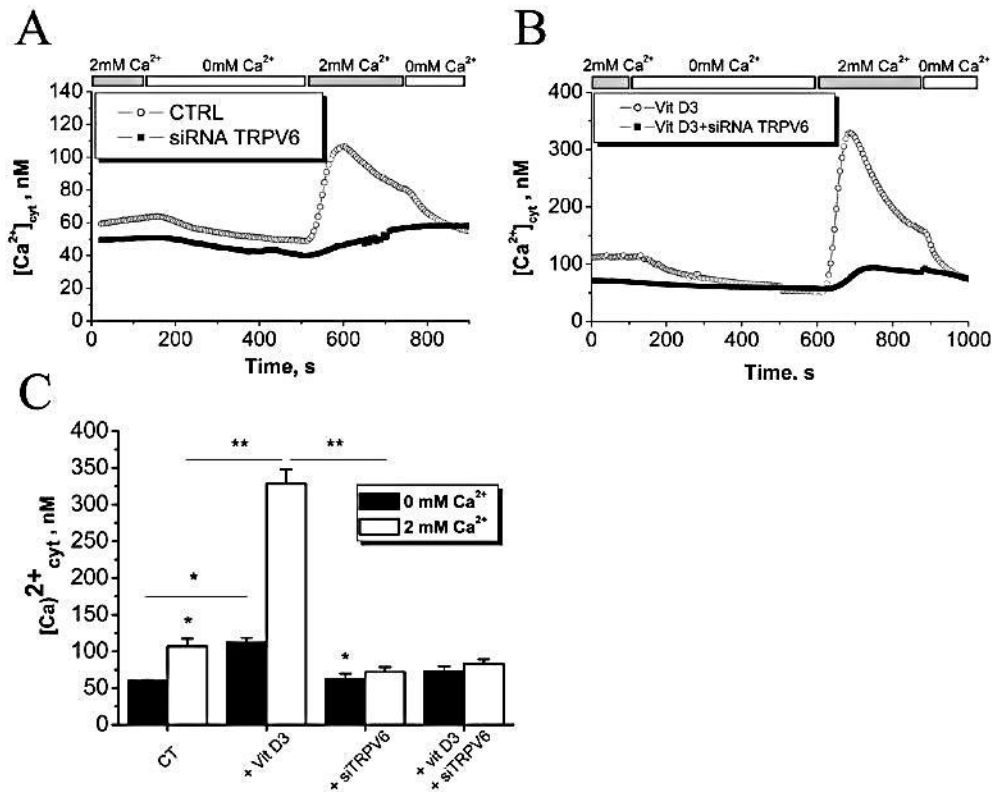 A
2mM Ca²⁺ 0mM Ca²⁺ 2mM Ca²⁺ 0mM Ca²⁺
140
120
100
80
60
40
20
0
[Ca²⁺]cyt , nM
CTRL
siRNA TRPV6
0 200 400 600 800
Time, s
B
2mM Ca²⁺ 0mM Ca²⁺ 2mM Ca²⁺ 0mM Ca²⁺
400
300
200
100
0
[Ca²⁺]cyt , nM
Vit D3
Vit D3+siRNA TRPV6
0 200 400 600 800 1000
Time, s
C
400
350
300
250
200
150
100
50
0
[Ca)2+cyt , nM
** **
*
*
*
0 mM Ca²⁺
2 mM Ca²⁺
CT
+ Vit D3
+ siTRPV6
+ vit D3
+ siTRPV6